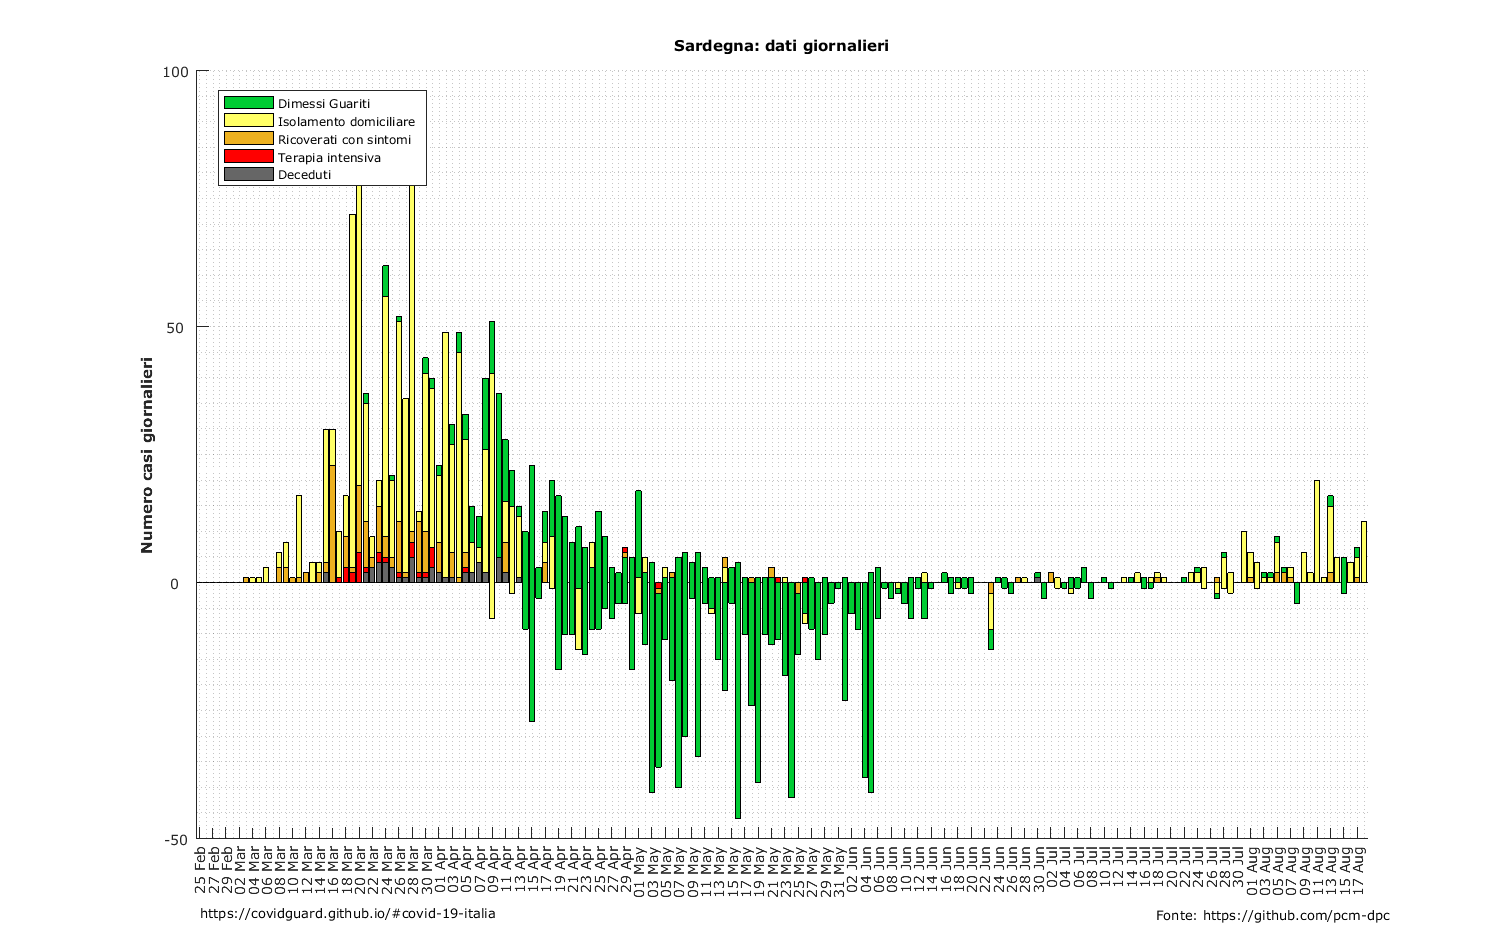 Sardegna: dati giornalieri
Numero casi giornalieri
100
50
0
-50
Dimessi Guariti
Isolamento domiciliare
Ricoverati con sintomi
Terapia intensiva
Deceduti
25 Feb
27 Feb
29 Feb
02 Mar
04 Mar
06 Mar
08 Mar
10 Mar
12 Mar
14 Mar
16 Mar
18 Mar
20 Mar
22 Mar
24 Mar
26 Mar
28 Mar
30 Mar
01 Apr
03 Apr
05 Apr
07 Apr
09 Apr
11 Apr
13 Apr
15 Apr
17 Apr
19 Apr
21 Apr
23 Apr
25 Apr
27 Apr
29 Apr
01 May
03 May
05 May
07 May
09 May
11 May
13 May
15 May
17 May
19 May
21 May
23 May
25 May
27 May
29 May
31 May
02 Jun
04 Jun
06 Jun
08 Jun
10 Jun
12 Jun
14 Jun
16 Jun
18 Jun
20 Jun
22 Jun
24 Jun
26 Jun
28 Jun
30 Jun
02 Jul
04 Jul
06 Jul
08 Jul
10 Jul
12 Jul
14 Jul
16 Jul
18 Jul
20 Jul
22 Jul
24 Jul
26 Jul
28 Jul
30 Jul
01 Aug
03 Aug
05 Aug
07 Aug
09 Aug
11 Aug
13 Aug
15 Aug
17 Aug
https://covidguard.github.io/#covid-19-italia
Fonte: https://github.com/pcm-dpc